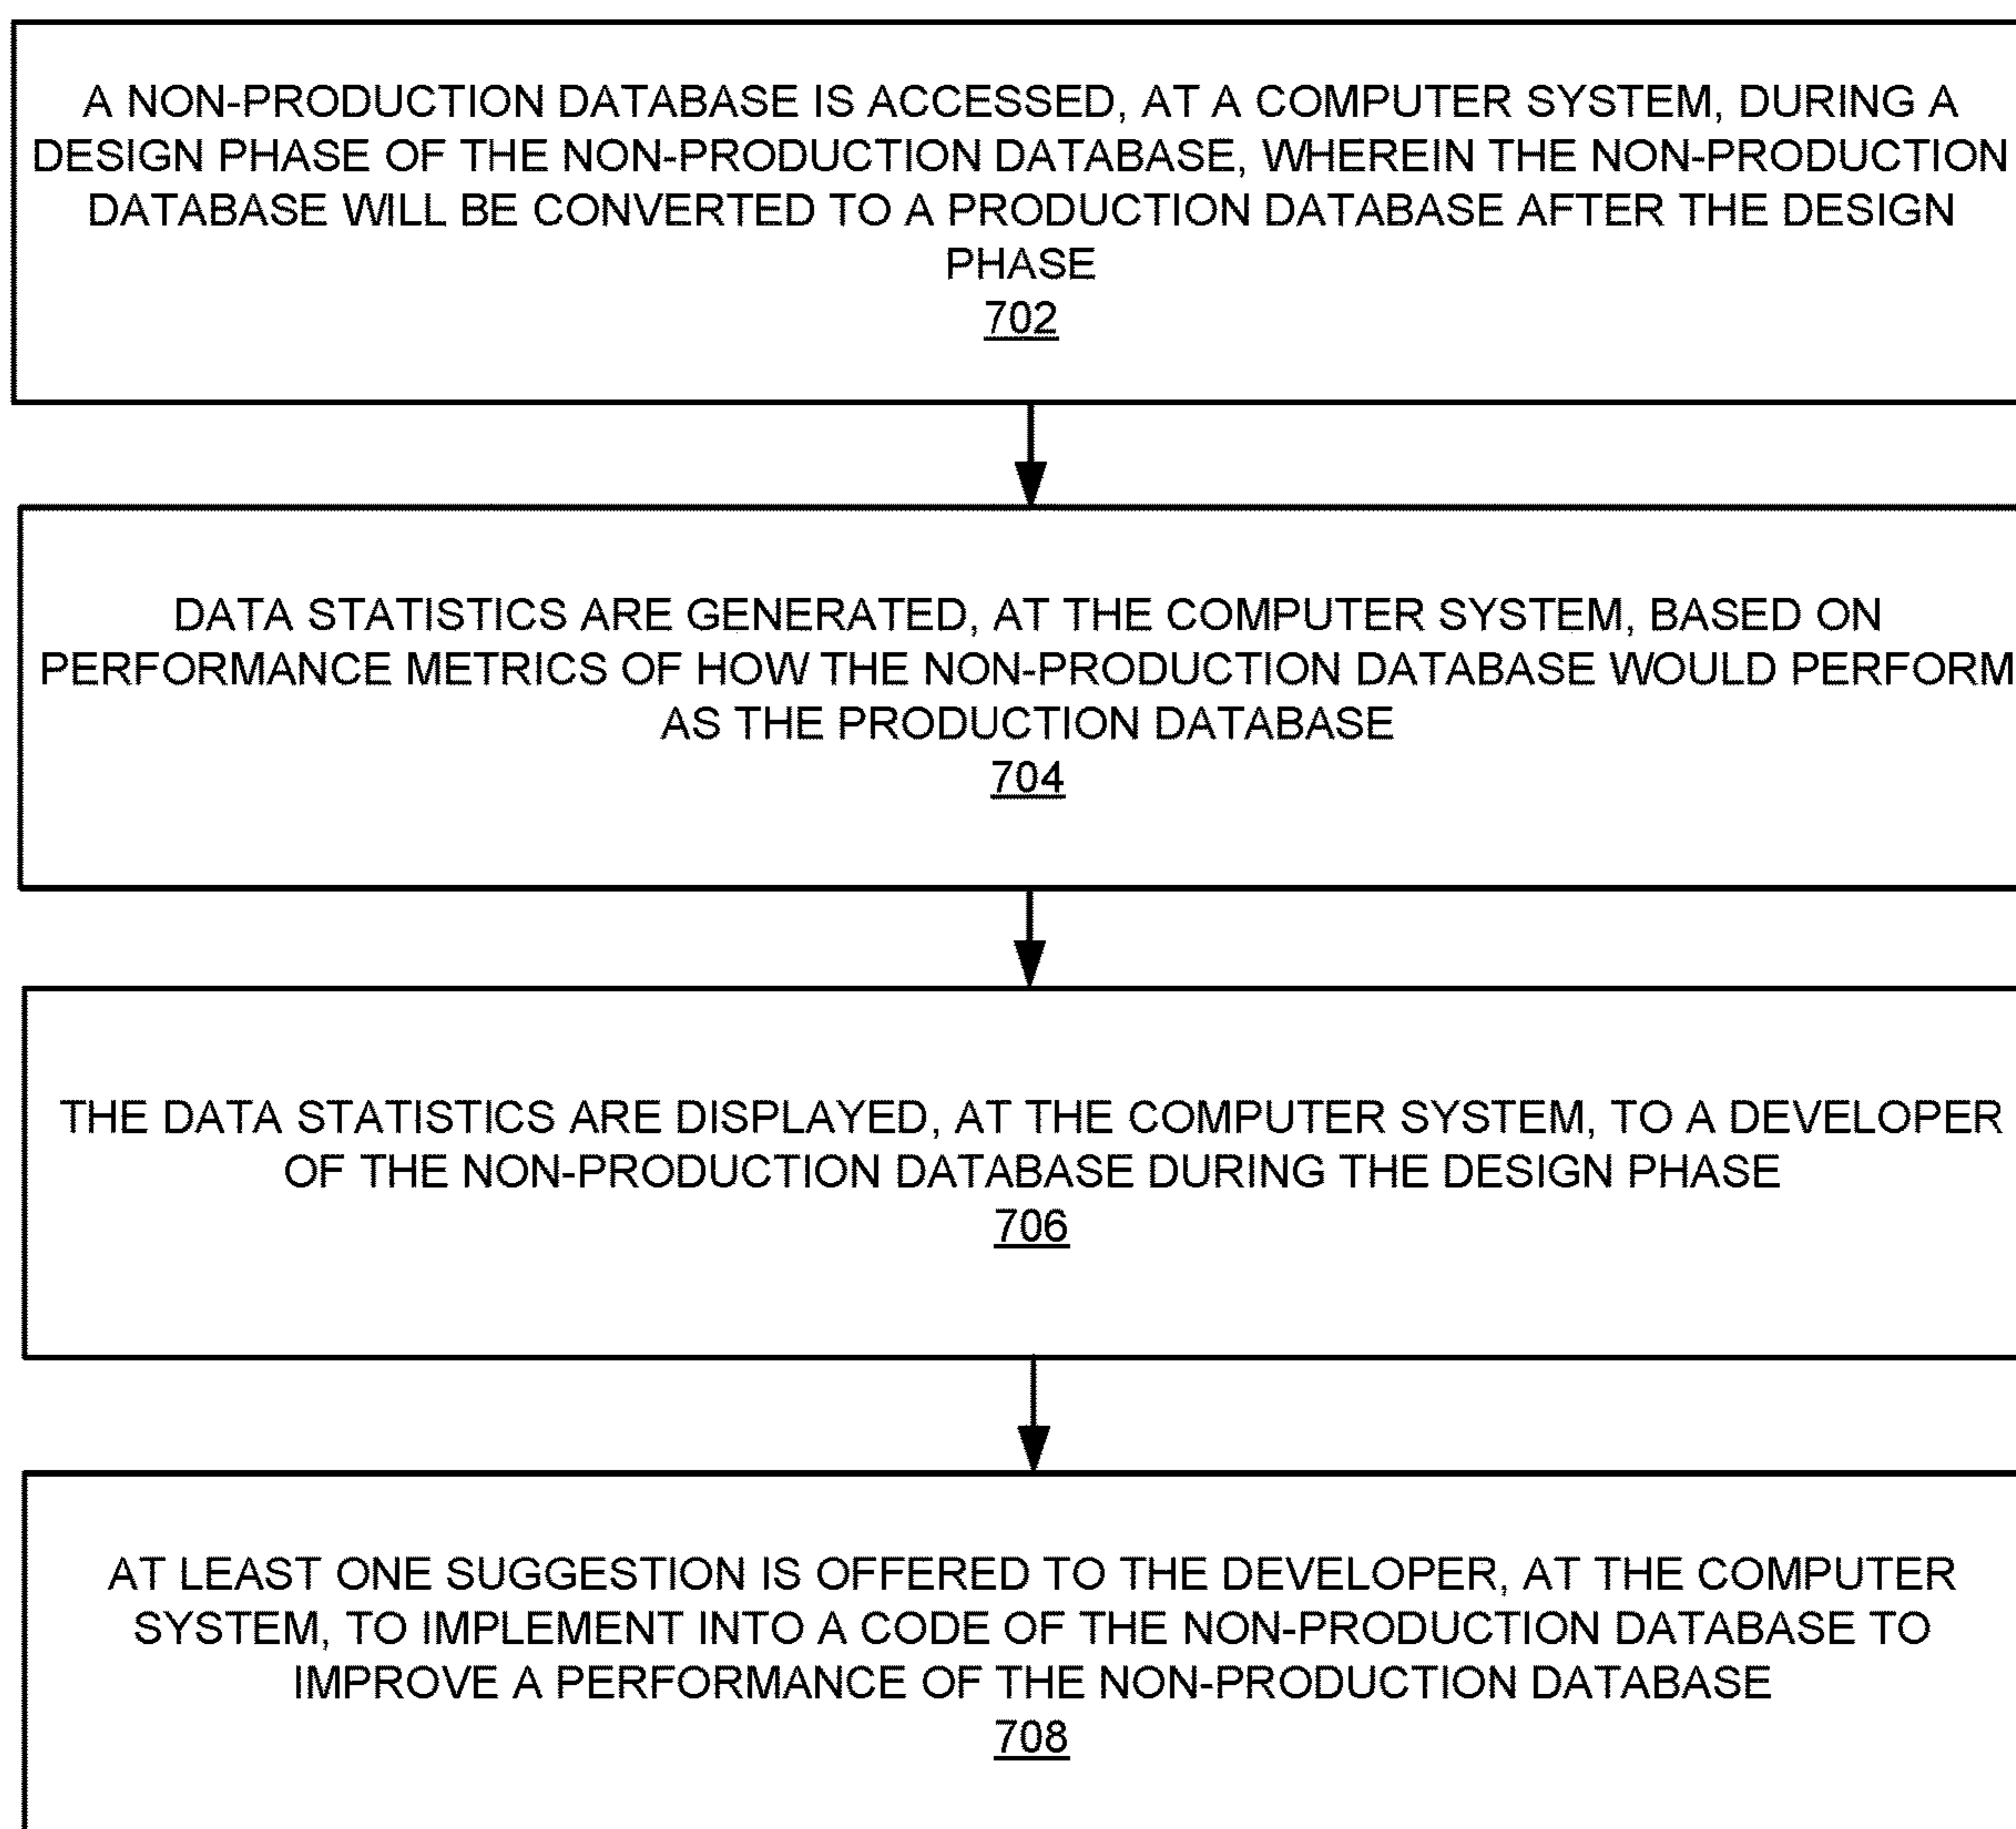 A NON-PRODUCTION DATABASE IS ACCESSED, AT A COMPUTER SYSTEM, DURING A
DESIGN PHASE OF THE NON-PRODUCTION DATABASE, WHEREIN THE NON-PRODUCTION
DATABASE WILL BE CONVERTED TO A PRODUCTION DATABASE AFTER THE DESIGN
PHASE
702
DATA STATISTICS ARE GENERATED, AT THE COMPUTER SYSTEM, BASED ON
PERFORMANCE METRICS OF HOW THE NON-PRODUCTION DATABASE WOULD PERFORM
AS THE PRODUCTION DATABASE
704
THE DATA STATISTICS ARE DISPLAYED, AT THE COMPUTER SYSTEM, TO A DEVELOPER
OF THE NON-PRODUCTION DATABASE DURING THE DESIGN PHASE
706
AT LEAST ONE SUGGESTION IS OFFERED TO THE DEVELOPER, AT THE COMPUTER
SYSTEM, TO IMPLEMENT INTO A CODE OF THE NON-PRODUCTION DATABASE TO
IMPROVE A PERFORMANCE OF THE NON-PRODUCTION DATABASE
708